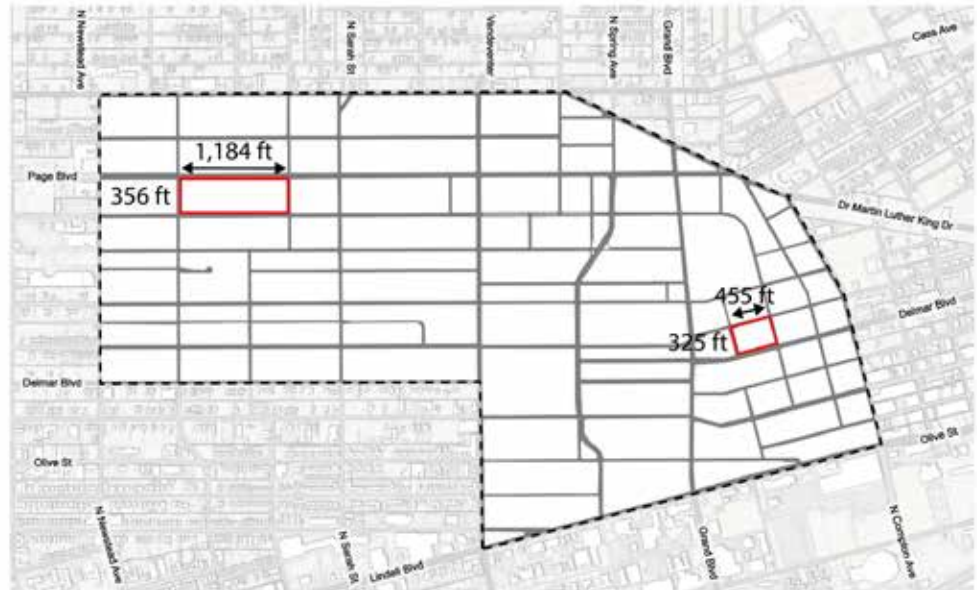 N Newstead Ave
N Sarah St
Vandeventer
N Spring Ave
Grand Blvd
Cass Ave
1,184 ft
Page Blvd
356 ft
Dr Martin Luther King Dr
455 ft
Delmar Blvd
325 ft
Delmar Blvd
Olive St
Olive St
N Newstead Ave
N Sarah St
Lindell Blvd
Grand Blvd
N Compton Ave